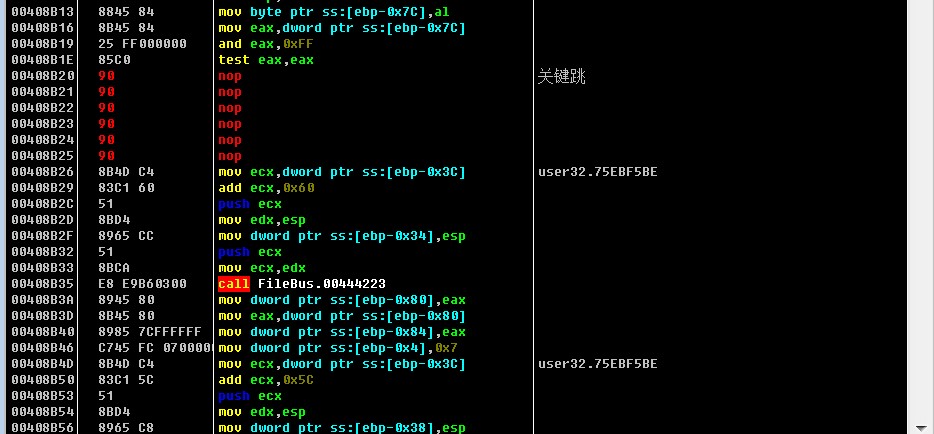 00408B13 8845 84 mov byte ptr ss:[ebp-0x7C],al
00408B16 8B45 84 mov eax,dword ptr ss:[ebp-0x7C]
00408B19 25 FF000000 and eax,0xFF
00408B1E 85C0 test eax,eax
00408B20 90 nop 关键跳
00408B21 90 nop
00408B22 90 nop
00408B23 90 nop
00408B24 90 nop
00408B25 90 nop
00408B26 8B4D C4 mov ecx,dword ptr ss:[ebp-0x3C] user32.75EBF5BE
00408B29 83C1 60 add ecx,0x60
00408B2C 51 push ecx
00408B2D 8BD4 mov edx,esp
00408B2F 8965 CC mov dword ptr ss:[ebp-0x34],esp
00408B32 51 push ecx
00408B33 8BCA mov ecx,edx
00408B35 E8 E9B60300 call FileBus.00444223
00408B3A 8945 80 mov dword ptr ss:[ebp-0x80],eax
00408B3D 8B45 80 mov eax,dword ptr ss:[ebp-0x80]
00408B40 8985 7CFFFFFF mov dword ptr ss:[ebp-0x84],eax
00408B46 C745 FC 070000 mov dword ptr ss:[ebp-0x4],0x7
00408B4D 8B4D C4 mov ecx,dword ptr ss:[ebp-0x3C] user32.75EBF5BE
00408B50 83C1 5C add ecx,0x5C
00408B53 51 push ecx
00408B54 8BD4 mov edx,esp
00408B56 8965 C8 mov dword ptr ss:[ebp-0x38],esp